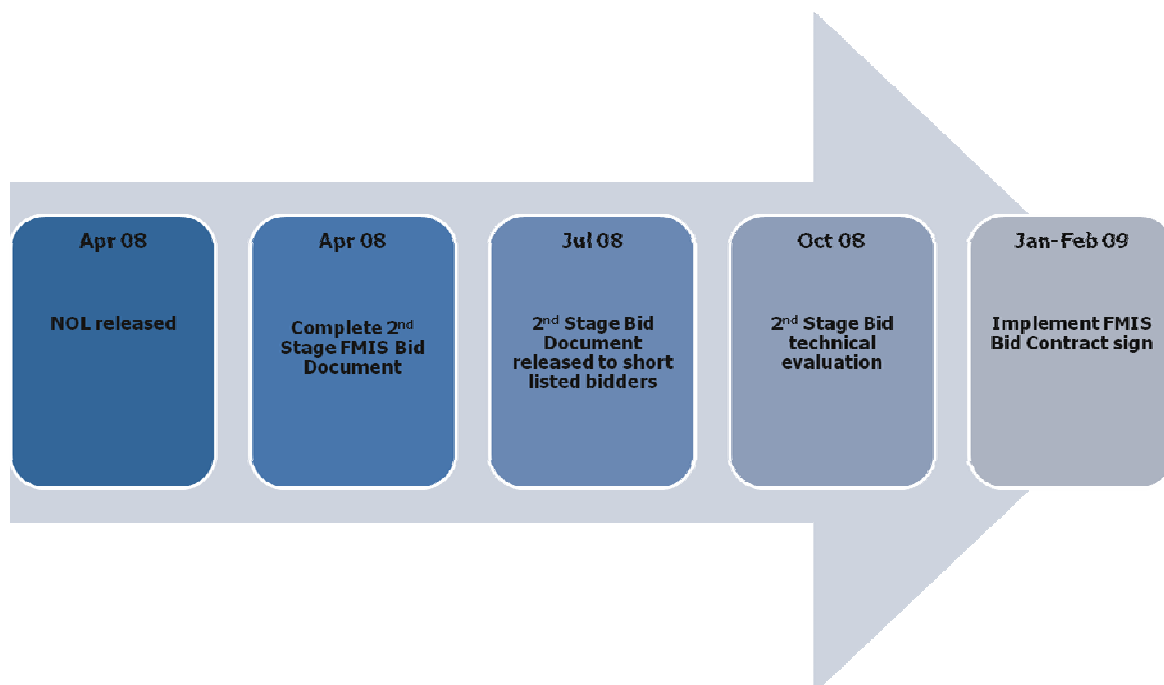 Apr 08
NOL released
Apr 08
Complete 2nd
Stage FMIS Bid
Document
Jul 08
2nd Stage Bid
Document
released to short
listed bidders
Oct 08
2nd Stage Bid
technical
evaluation
Jan-Feb 09
Implement FMIS
Bid Contract sign